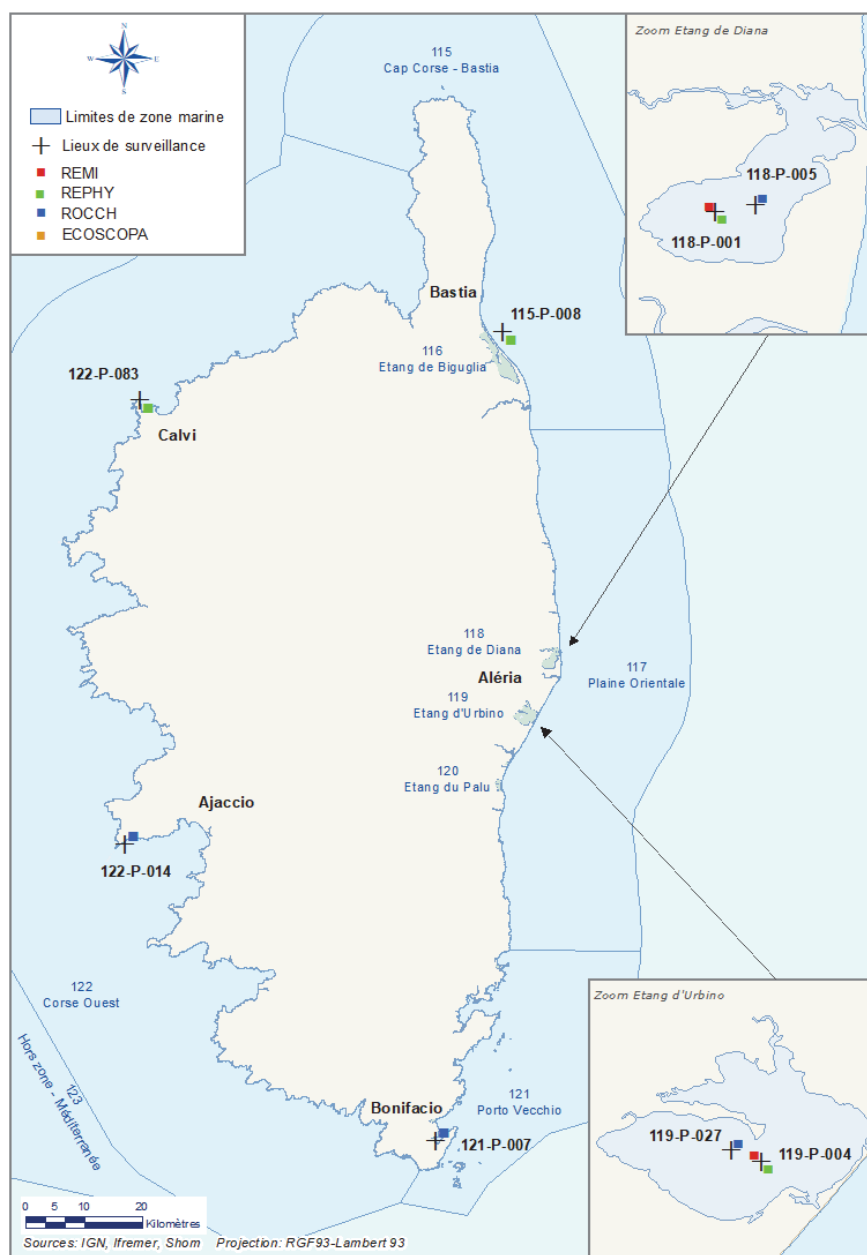 N
W
E
S
Limites de zone marine
Lieux de surveillance
REMI
REPHY
ROCCH
ECOSCOPA
115
Cap Corse - Bastia
Zoom Etang de Diana
118-P-005
118-P-001
Bastia
115-P-008
116
Etang de Biguglia
122-P-083
Calvi
118
Etang de Diana
Aléria
117
Plaine Orientale
119
Etang d'Urbino
120
Etang du Palu
Ajaccio
122-P-014
122
Corse Ouest
123
Hors zone - Méditerranée
Zoom Etang d'Urbino
119-P-027
119-P-004
Bonifacio
121
Porto Vecchio
121-P-007
0 5 10 20
Kilomètres
Sources: IGN, Ifremer, Shom Projection: RGF93-Lambert 93